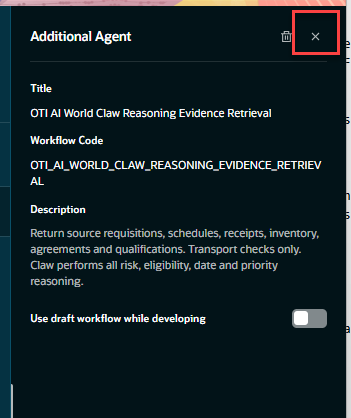 Additional Agent
Title
OTI AI World Claw Reasoning Evidence Retrieval
Workflow Code
OTI_AI_WORLD_CLAW_REASONING_EVIDENCE_RETRIEV
AL
Description
Return source requisitions, schedules, receipts, inventory,
agreements and qualifications. Transport checks only.
Claw performs all risk, eligibility, date and priority
reasoning.
Use draft workflow while developing